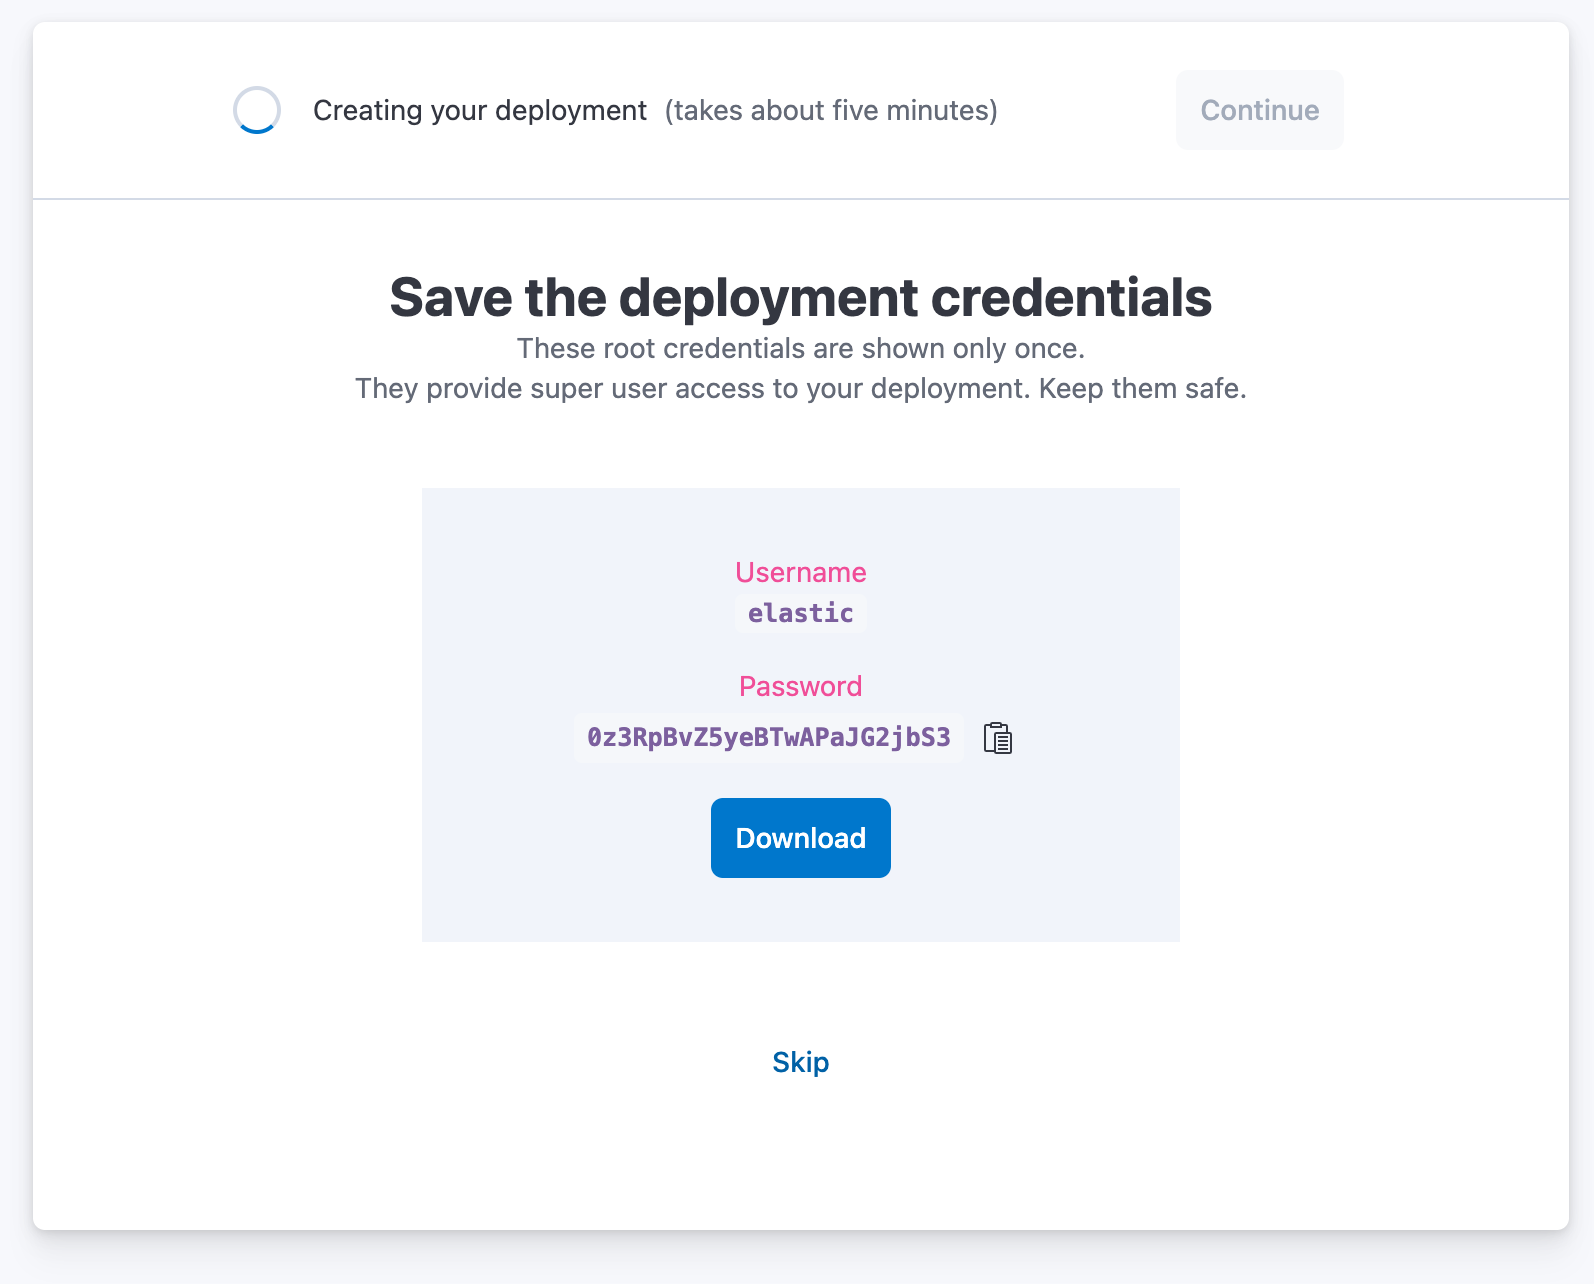 Creating your deployment (takes about five minutes)
Continue
Save the deployment credentials
These root credentials are shown only once.
They provide super user access to your deployment. Keep them safe.
Username
elastic
Password
0z3RpBvZ5yeBTwAPaJG2jbS3
Download
Skip